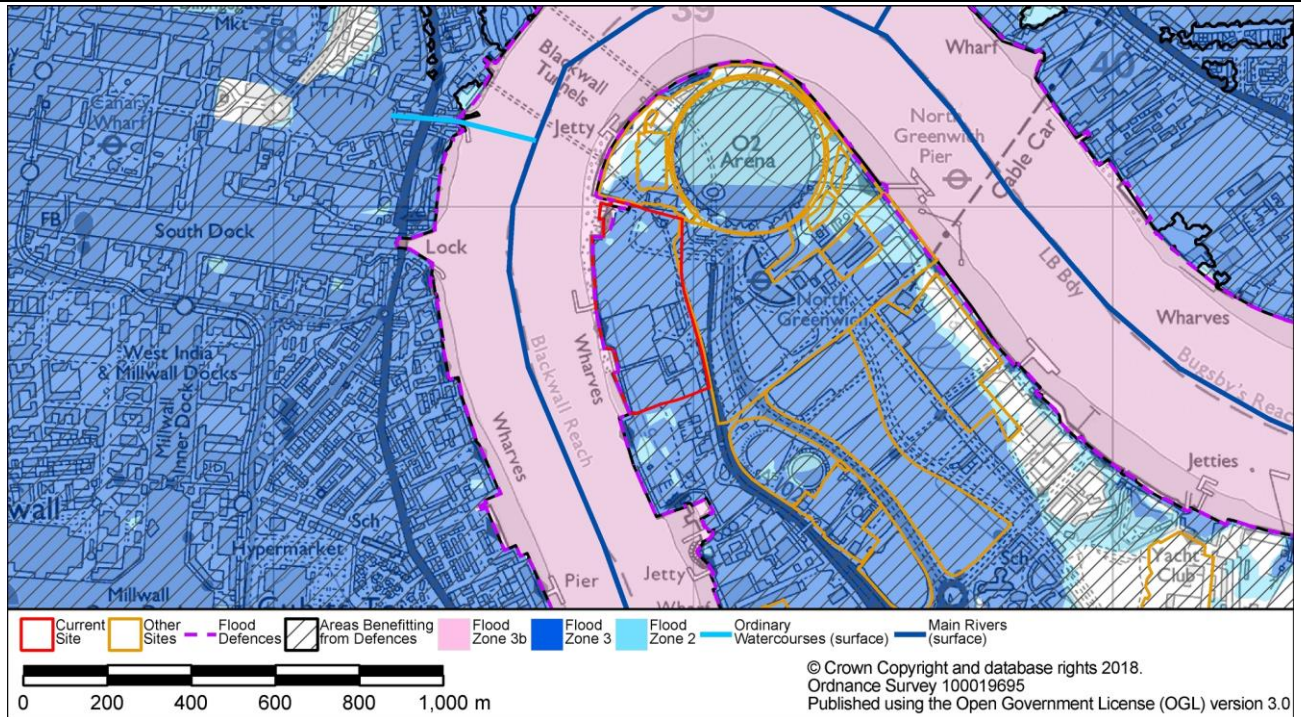 Mkt
38
39
40
Canary
Wharf
Blackwall
Tunnels
Jetty
O2
Arena
Wharf
North
Greenwich
Pier
Cable Car
FB
South Dock
Lock
LB Bdy
Wharves
Bugsby's Reac
North
Greenwich
West India
& Millwall Docks
Millwall
Inner Dock
Wharves
Blackwall Reach
Wharves
Jetties
wall
Sch
Hypermarket
Millwall
Pier
Jetty
Sch
Yacht
Club
Current
Site
Other
Sites
Flood
Defences
Areas Benefitting
from Defences
Flood
Zone 3b
Flood
Zone 3
Flood
Zone 2
Ordinary
Watercourses (surface)
Main Rivers
(surface)
0 200 400 600 800 1,000 m
© Crown Copyright and database rights 2018.
Ordnance Survey 100019695
Published using the Open Government License (OGL) version 3.0